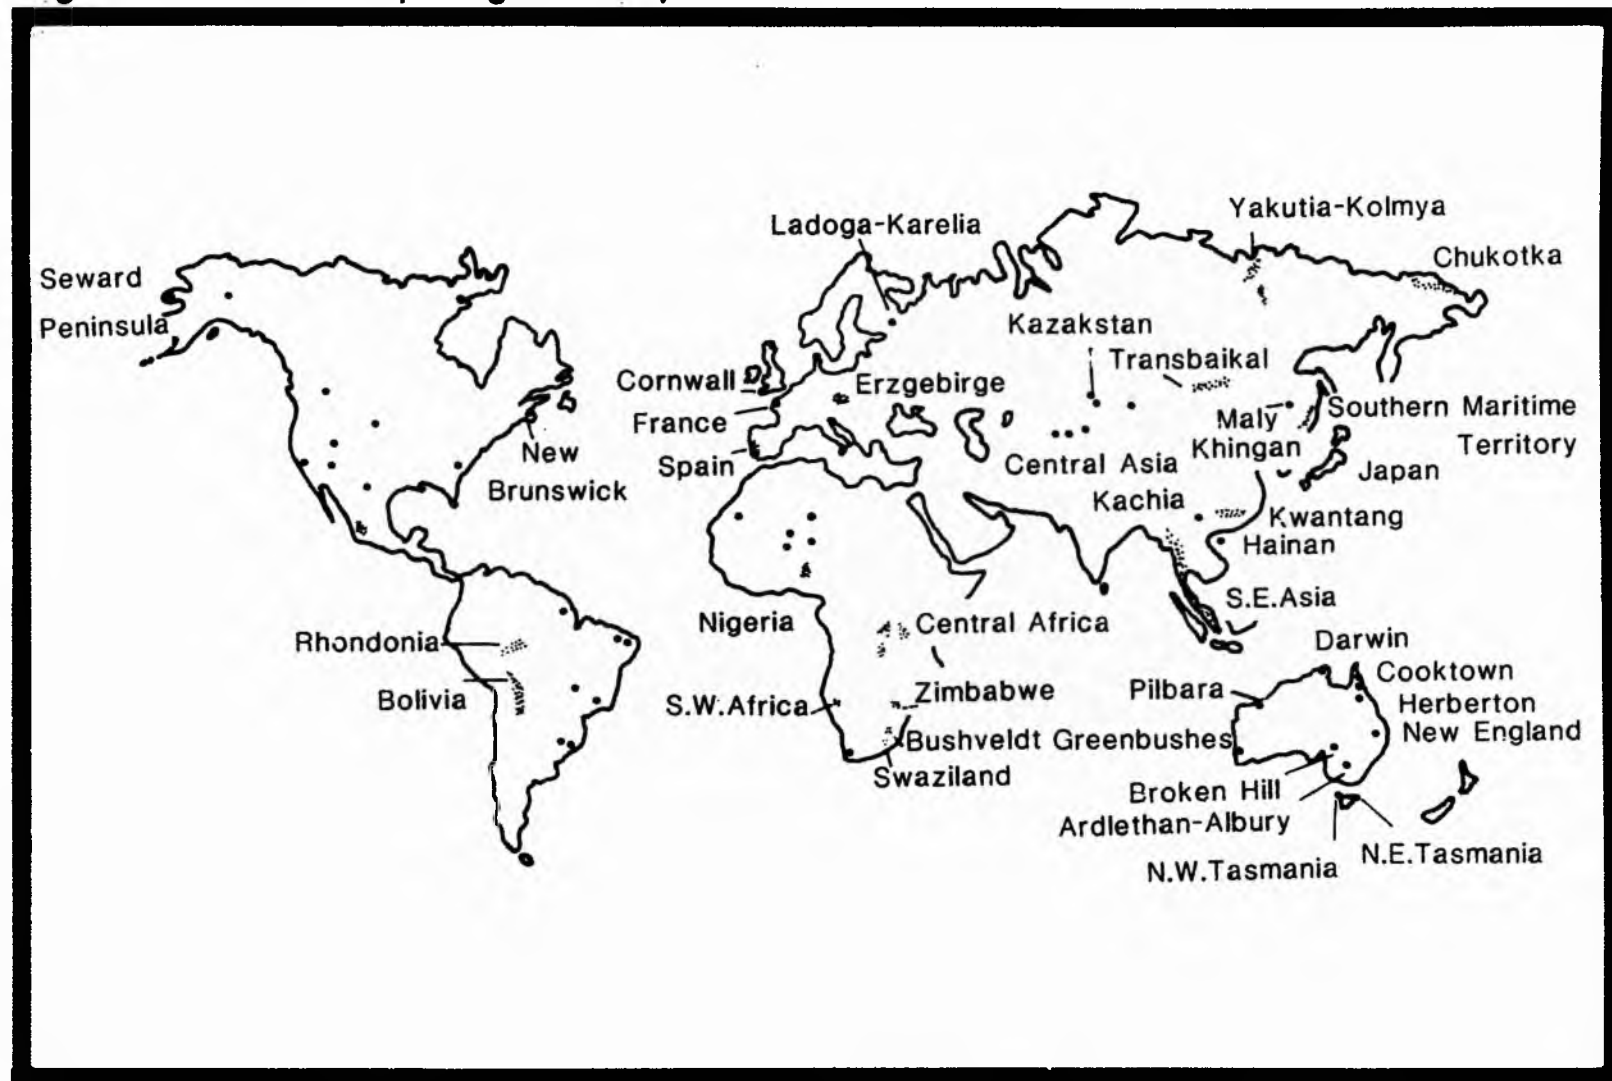 Ladoga-Karelia
Yakutia-Kolmya
Chukotka
Seward
Peninsula
Kazakstan
Transbaikal
Cornwall
Erzgebirge
France
Maly
Khingan
Southern Maritime
Territory
Spain
New
Brunswick
Central Asia
Japan
Kachia
Kwantang
Hainan
S.E.Asia
Nigeria
Central Africa
Rhondonia
Bolivia
S.W.Africa
Zimbabwe
Bushveldt
Swaziland
Darwin
Cooktown
Pilbara
Herberton
New England
Greenbushes
Broken Hill
Ardlethan-Albury
N.W.Tasmania
N.E.Tasmania